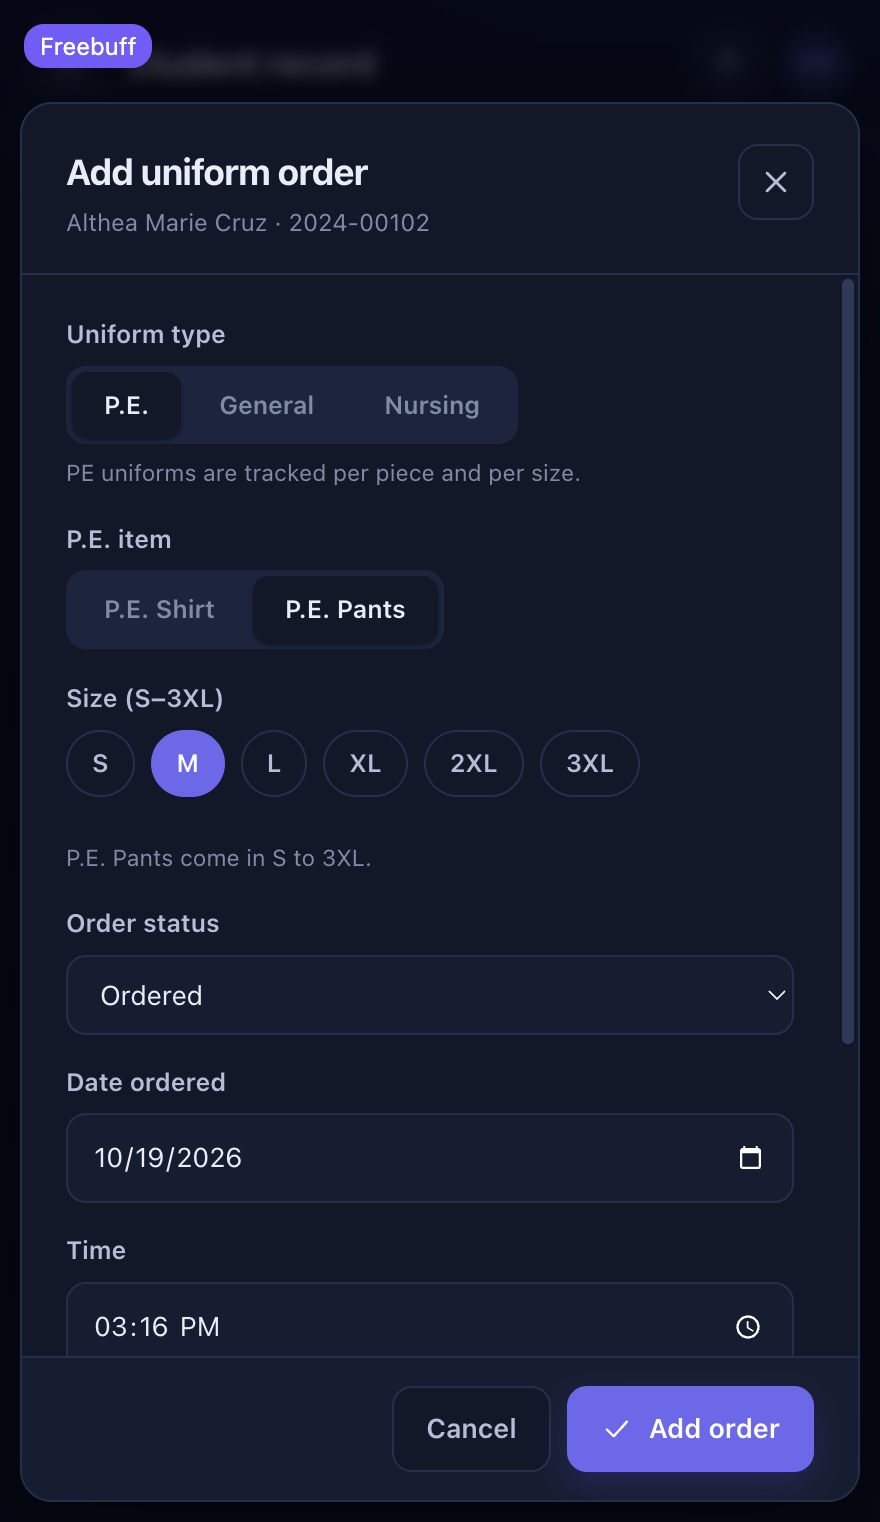 Freebuff
Student record
Add uniform order
Althea Marie Cruz · 2024-00102
Uniform type
P.E.
General
Nursing
PE uniforms are tracked per piece and per size.
P.E. item
P.E. Shirt
P.E. Pants
Size (S–3XL)
S
M
L
XL
2XL
3XL
P.E. Pants come in S to 3XL.
Order status
Ordered
Date ordered
10/19/2026
Time
03:16 PM
Cancel
Add order